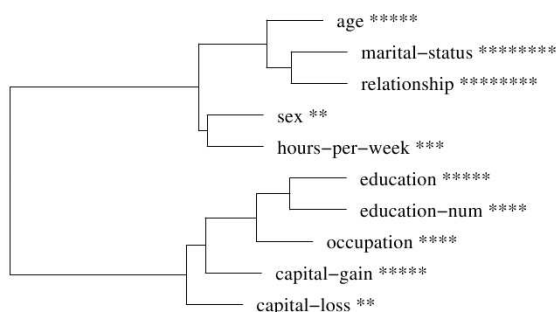 age *****
marital−status ********
relationship ********
sex **
hours−per−week ***
education *****
education−num ****
occupation ****
capital−gain *****
capital−loss **